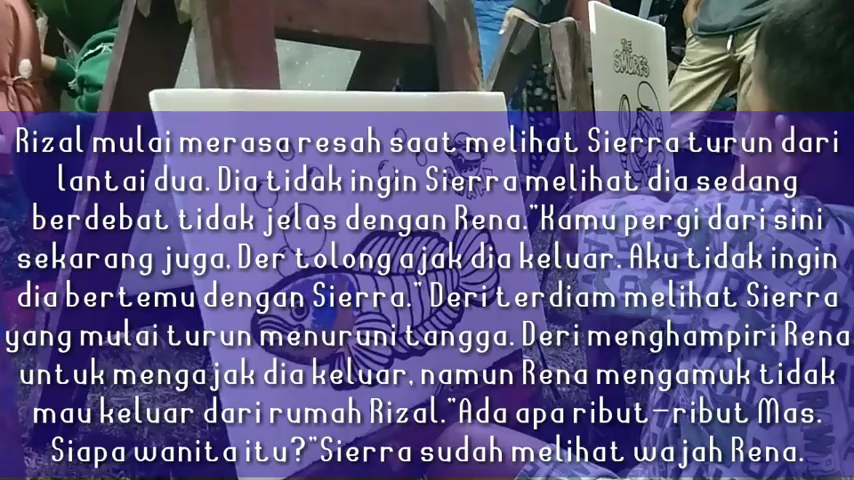 THE
SMURFS
Rizal mulai merasa resah saat melihat Sierra turun dari
lantai dua. Dia tidak ingin Sierra melihat dia sedang
berdebat tidak jelas dengan Rena."Kamu pergi dari sini
sekarang juga, Der tolong ajak dia keluar. Aku tidak ingin
dia bertemu dengan Sierra." Deri terdiam melihat Sierra
yang mulai turun menuruni tangga. Deri menghampiri Rena
untuk mengajak dia keluar, namun Rena mengamuk tidak
mau keluar dari rumah Rizal."Ada apa ribut-ribut Mas.
Siapa wanita itu?"Sierra sudah melihat wajah Rena.